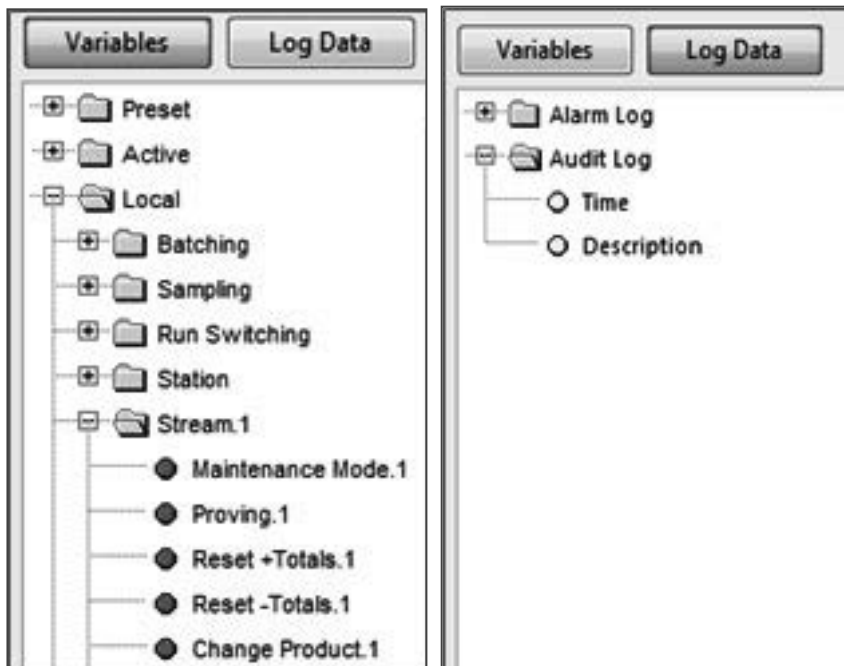 Variables Log Data
Preset
Active
Local
Batching
Sampling
Run Switching
Station
Stream.1
Maintenance Mode.1
Proving.1
Reset +Totals.1
Reset -Totals.1
Change Product.1
Variables Log Data
Alarm Log
Audit Log
Time
Description